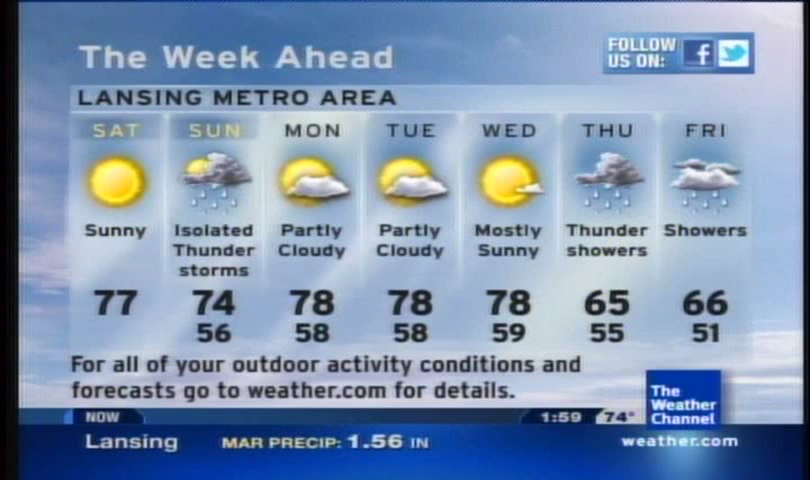 The Week Ahead
FOLLOW
US ON:
LANSING METRO AREA
SAT SUN MON TUE WED THU FRI
Sunny
Isolated
Thunder
storms
Partly
Cloudy
Partly
Cloudy
Mostly
Sunny
Thunder
showers
Showers
77 74 78 78 78 65 66
56 58 58 59 55 51
For all of your outdoor activity conditions and
forecasts go to weather.com for details.
The
Weather
Channel
NOW 1:59 74°
Lansing MAR PRECIP: 1.56 IN weather.com